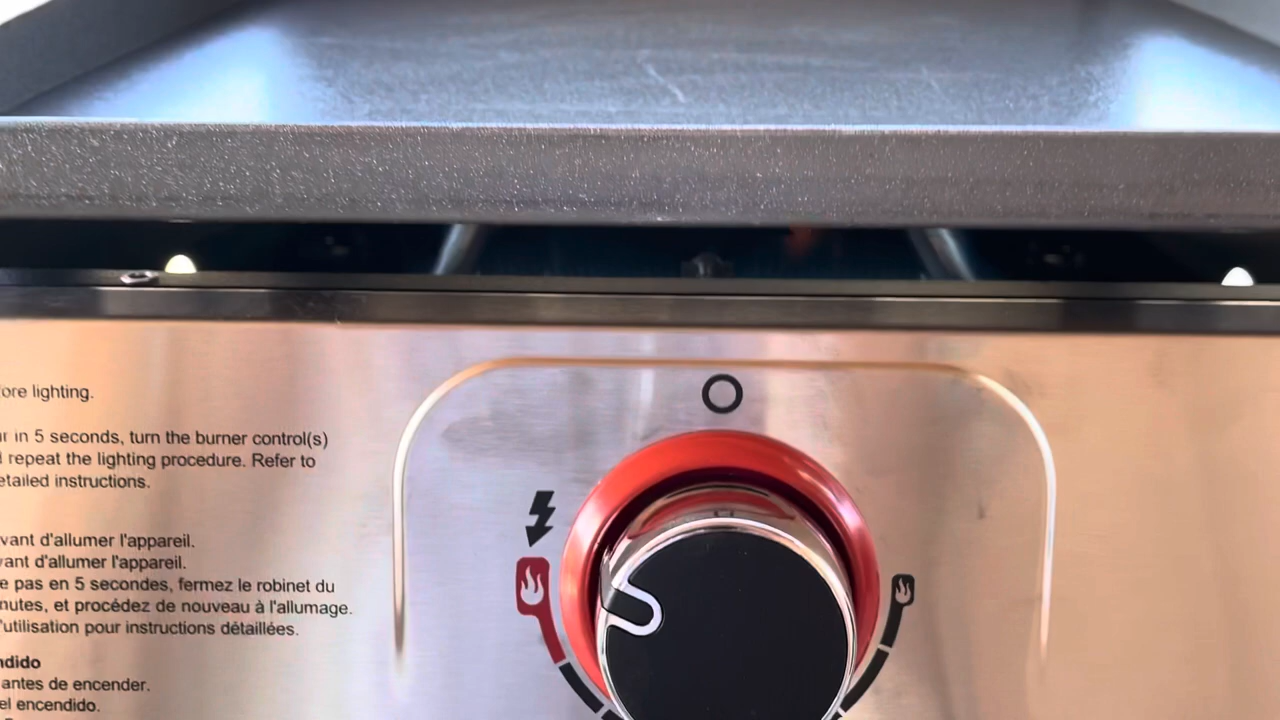 ore lighting.
in 5 seconds, turn the burner control(s)
repeat the lighting procedure. Refer to
etailed instructions.
vant d'allumer l'appareil.
vant d'allumer l'appareil.
e pas en 5 secondes, fermez le robinet du
nutes, et procédez de nouveau à l'allumage.
'utilisation pour instructions détaillées.
ndido
antes de encender.
el encendido.